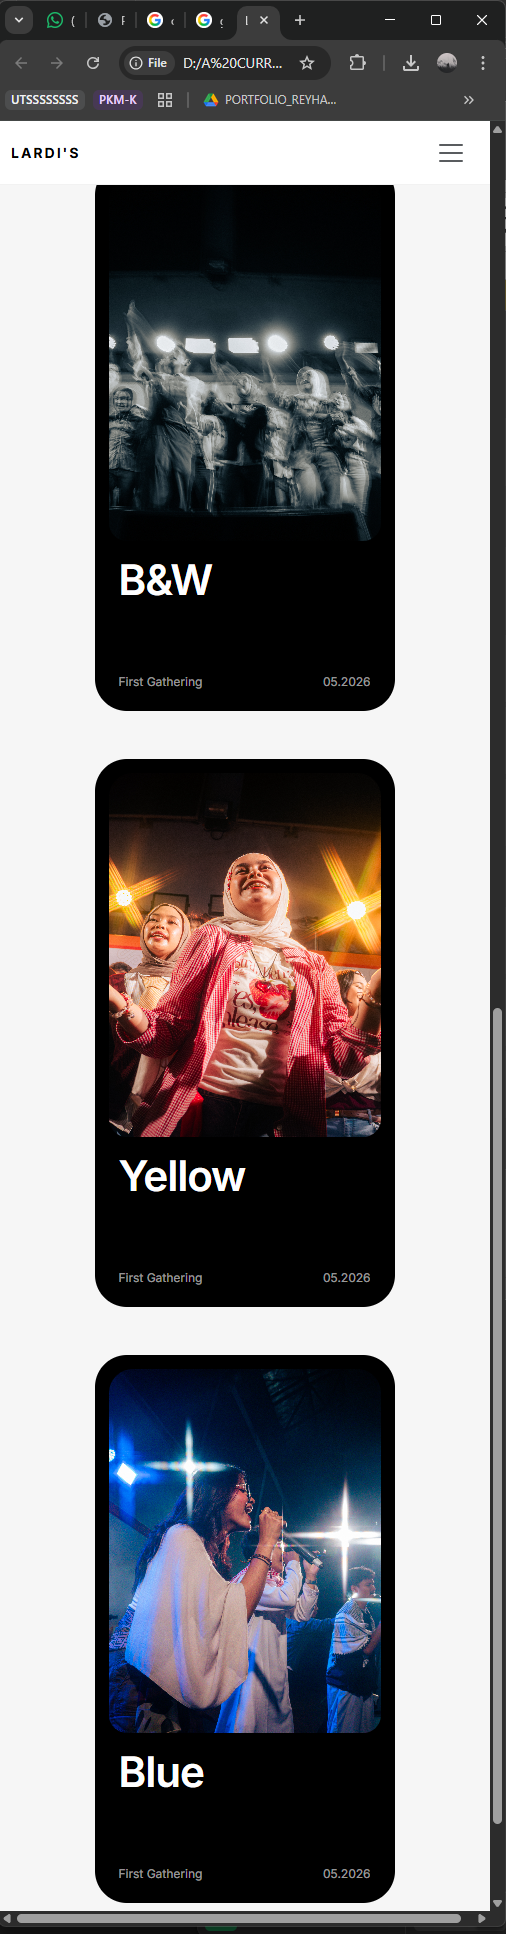 File
D:/A%20CURR...
UTSSSSSSSS
PKM-K
PORTFOLIO_REYHA...
LARDI'S
B&W
First Gathering
05.2026
Yellow
First Gathering
05.2026
Blue
First Gathering
05.2026